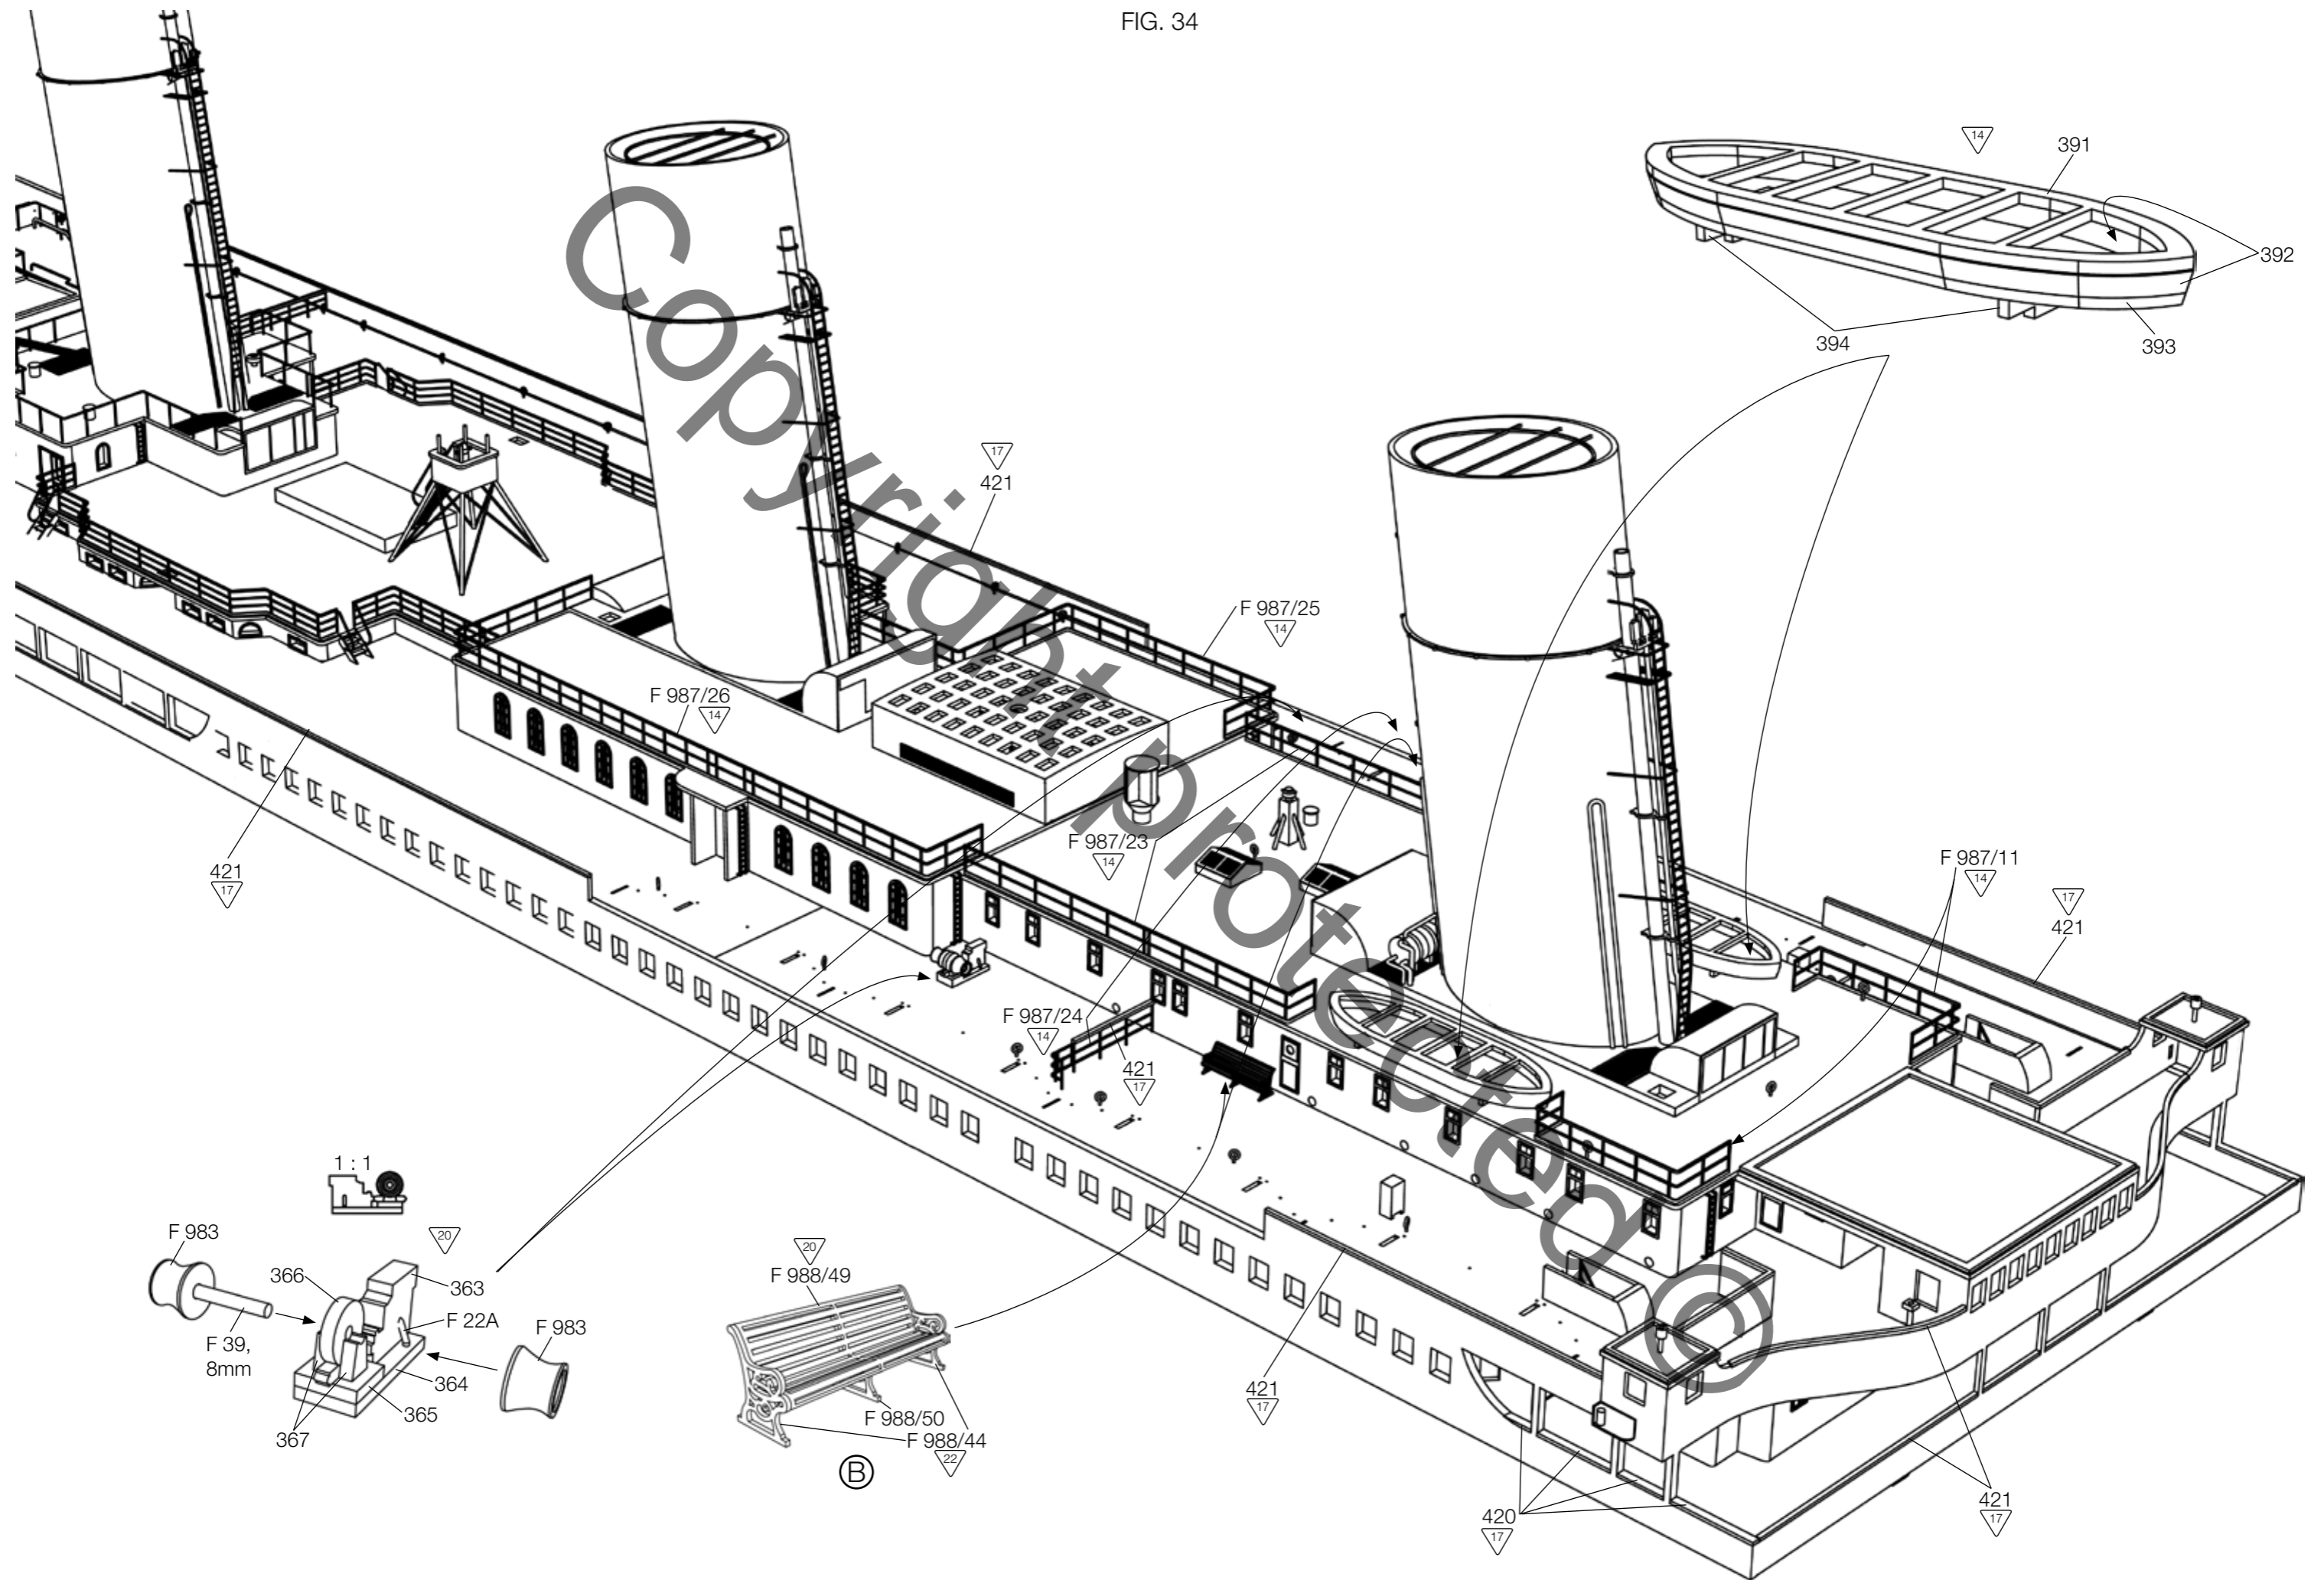 FIG. 34
14
391
392
394
393
17
421
F 987/25
14
F 987/26
14
F 987/23
14
421
17
F 987/11
14
17
421
F 987/24
14
421
17
1 : 1
20
F 983
366
363
F 22A
F 39,
8mm
F 983
364
365
367
20
F 988/49
F 988/50
F 988/44
22
B
421
17
420
17
421
17
Copyright protected ©